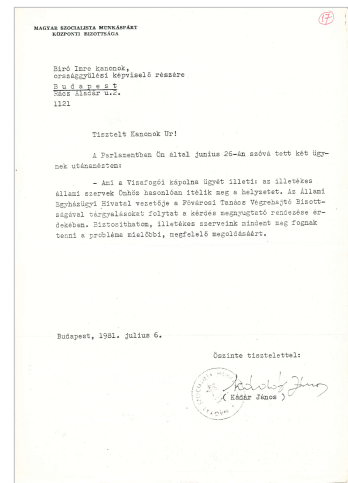 17
MAGYAR SZOCIALISTA MUNKÁSPÁRT
KÖZPONTI BIZOTTSÁGA
Biró Imre kanonok,
országgyülési képviselő részére
B u d a p e s t
Rácz Aladár u.2.
1121
Tisztelt Kanonok Ur!
A Parlamentben Ön által junius 26-án szóvá tett két ügy-
nek utánanéztem:
- Ami a Vizafogói kápolna ügyét illeti: az illetékes
állami szervek Önhöz hasonlóan itélik meg a helyzetet. Az Állami
Egyházügyi Hivatal vezetője a Fővárosi Tanács Végrehajtó Bizott-
ságával tárgyalásokat folytat a kérdés megnyugtató rendezése ér-
dekében. Biztosithatom, illetékes szerveink mindent meg fognak
tenni a probléma mielőbbi, megfelelő megoldásáért.
Budapest, 1981. julius 6.
Őszinte tisztelettel:
Kádár János
( Kádár János )